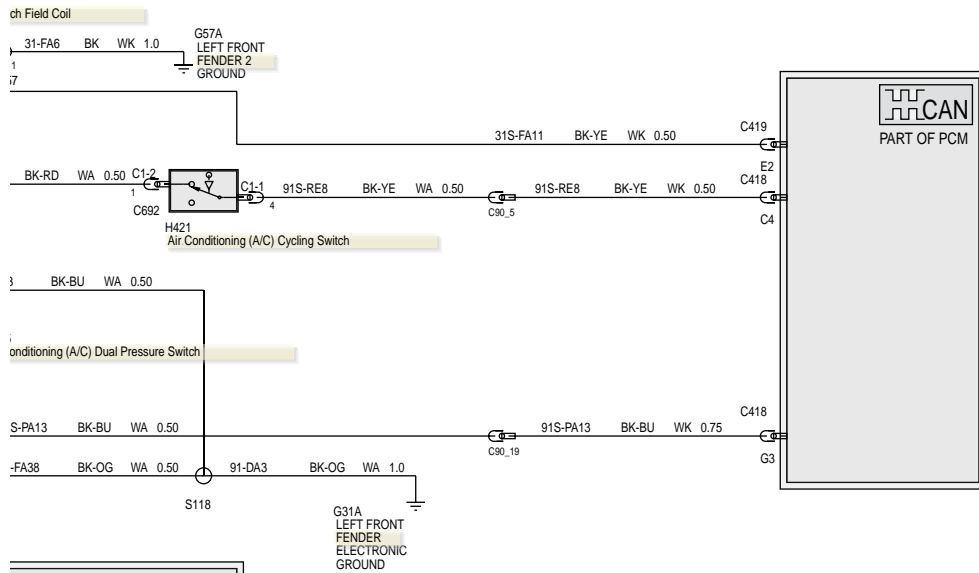 ch Field Coil
31-FA6 BK WK 1.0
1
G57A
LEFT FRONT
FENDER 2
GROUND
57
CAN
PART OF PCM
31S-FA11 BK-YE WK 0.50
C419
E2
BK-RD WA 0.50 C1-2
1
C692
C1-1
4
91S-RE8 BK-YE WA 0.50
C90_5
91S-RE8 BK-YE WK 0.50
C418
C4
H421
Air Conditioning (A/C) Cycling Switch
BK-BU WA 0.50
onditioning (A/C) Dual Pressure Switch
S-PA13 BK-BU WA 0.50
C90_19
91S-PA13 BK-BU WK 0.75
C418
G3
-FA38 BK-OG WA 0.50
S118
91-DA3 BK-OG WA 1.0
G31A
LEFT FRONT
FENDER
ELECTRONIC
GROUND